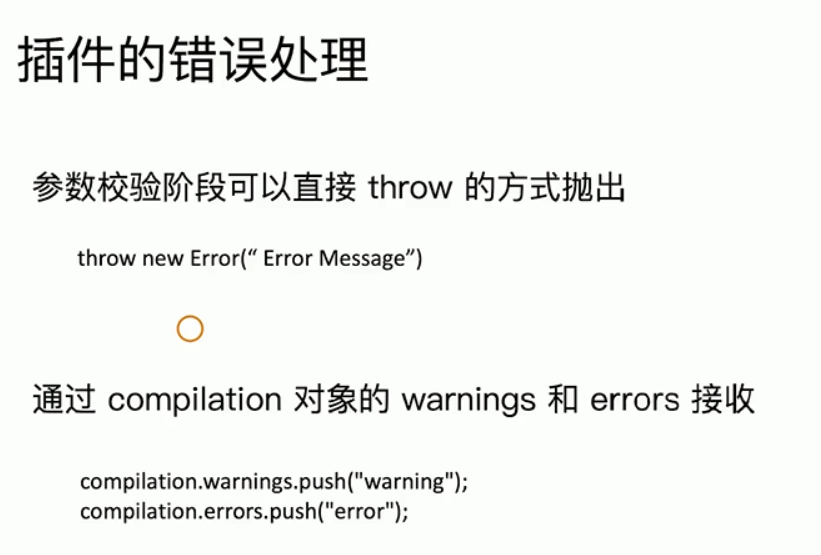 插件的错误处理
参数校验阶段可以直接 throw 的方式抛出
throw new Error(“ Error Message”)
通过 compilation 对象的 warnings 和 errors 接收
compilation.warnings.push("warning");
compilation.errors.push("error");